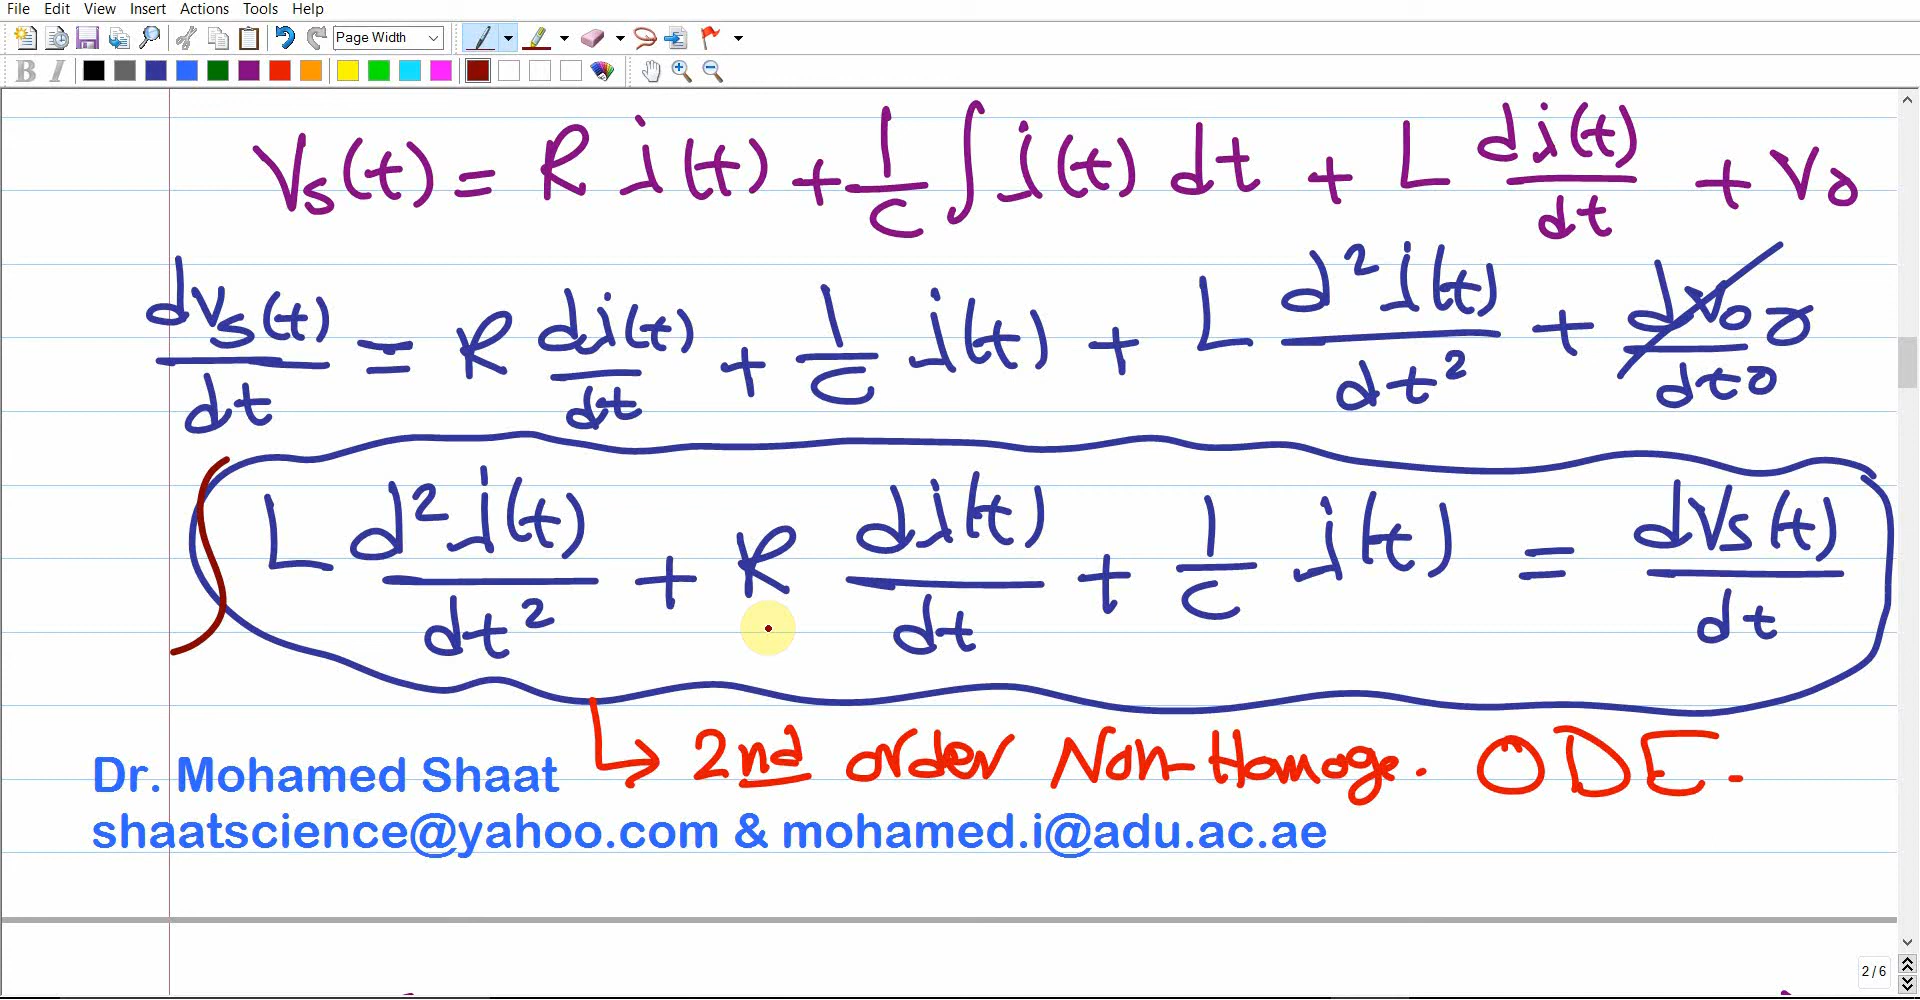 File Edit View Insert Actions Tools Help
Page Width
B I
Vs(t) = R i(t) + 1/C ∫ i(t) dt + L di(t)/dt + V0
dVs(t)/dt = R di(t)/dt + 1/C i(t) + L d²i(t)/dt² + dV0/dt 0
L d²i(t)/dt² + R di(t)/dt + 1/C i(t) = dVs(t)/dt
↳ 2nd order Non-Homoge. ODE.
Dr. Mohamed Shaat
shaatscience@yahoo.com & mohamed.i@adu.ac.ae
2 / 6